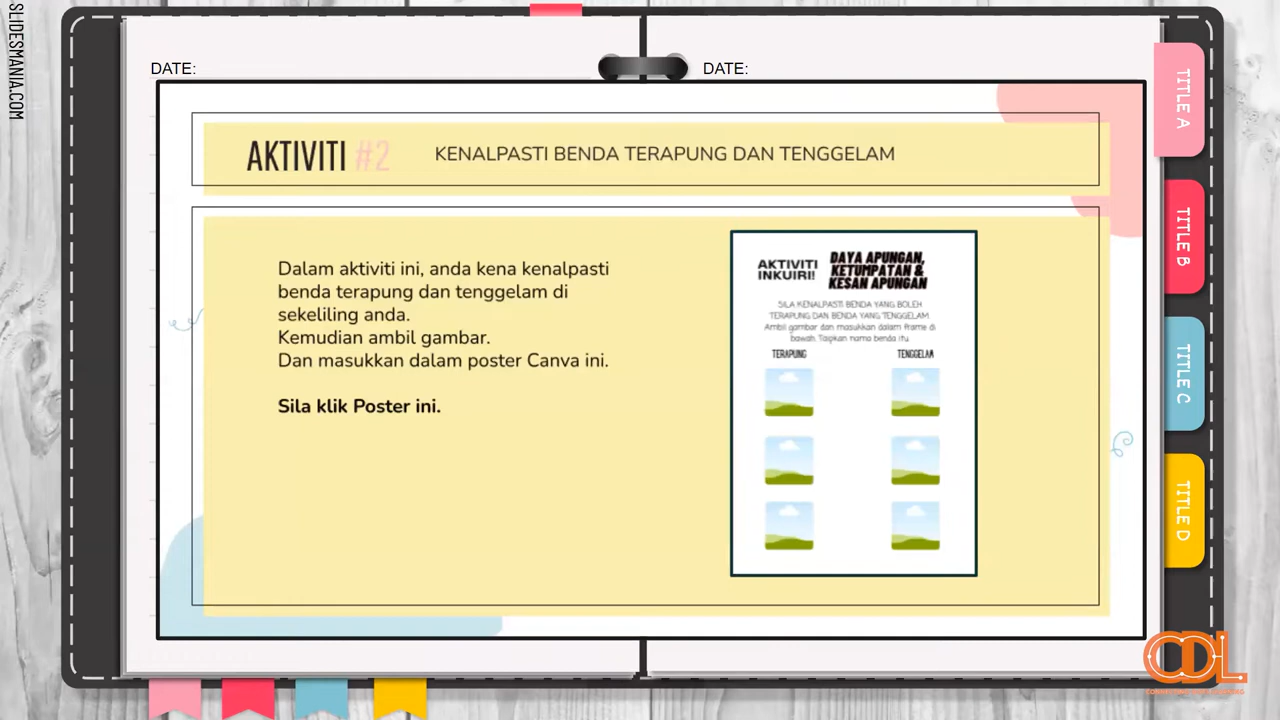 SLIDESMANIA.COM
DATE:
DATE:
AKTIVITI #2
KENALPASTI BENDA TERAPUNG DAN TENGGELAM
Dalam aktiviti ini, anda kena kenalpasti
benda terapung dan tenggelam di
sekeliling anda.
Kemudian ambil gambar.
Dan masukkan dalam poster Canva ini.
Sila klik Poster ini.
AKTIVITI
INKUIRI!
DAYA APUNGAN,
KETUMPATAN &
KESAN APUNGAN
SILA KENALPASTI BENDA YANG BOLEH
TERAPUNG DAN BENDA YANG TENGGELAM.
Ambil gambar dan masukkan dalam frame di
bawah. Taipkan nama benda itu.
TERAPUNG
TENGGELAM
TITLE A
TITLE B
TITLE C
TITLE D
CDL